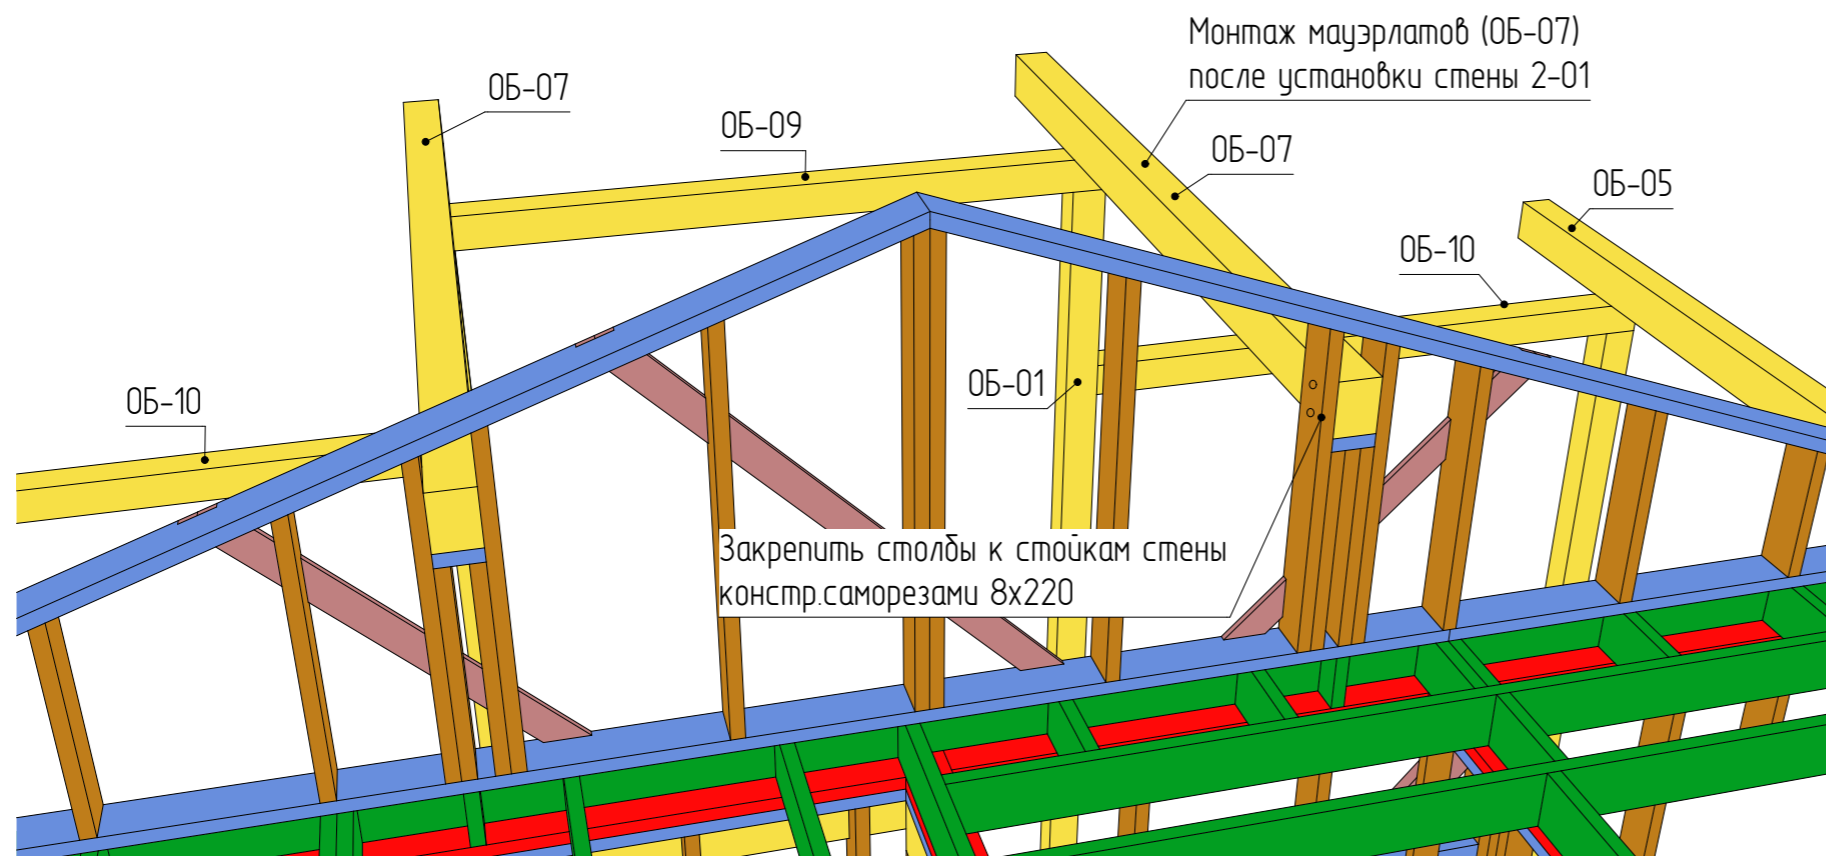 Монтаж мауэрлатов (ОБ-07)
после установки стены 2-01
ОБ-07
ОБ-09
ОБ-07
ОБ-05
ОБ-10
ОБ-01
ОБ-10
Закрепить столбы к стойкам стены
констр.саморезами 8х220